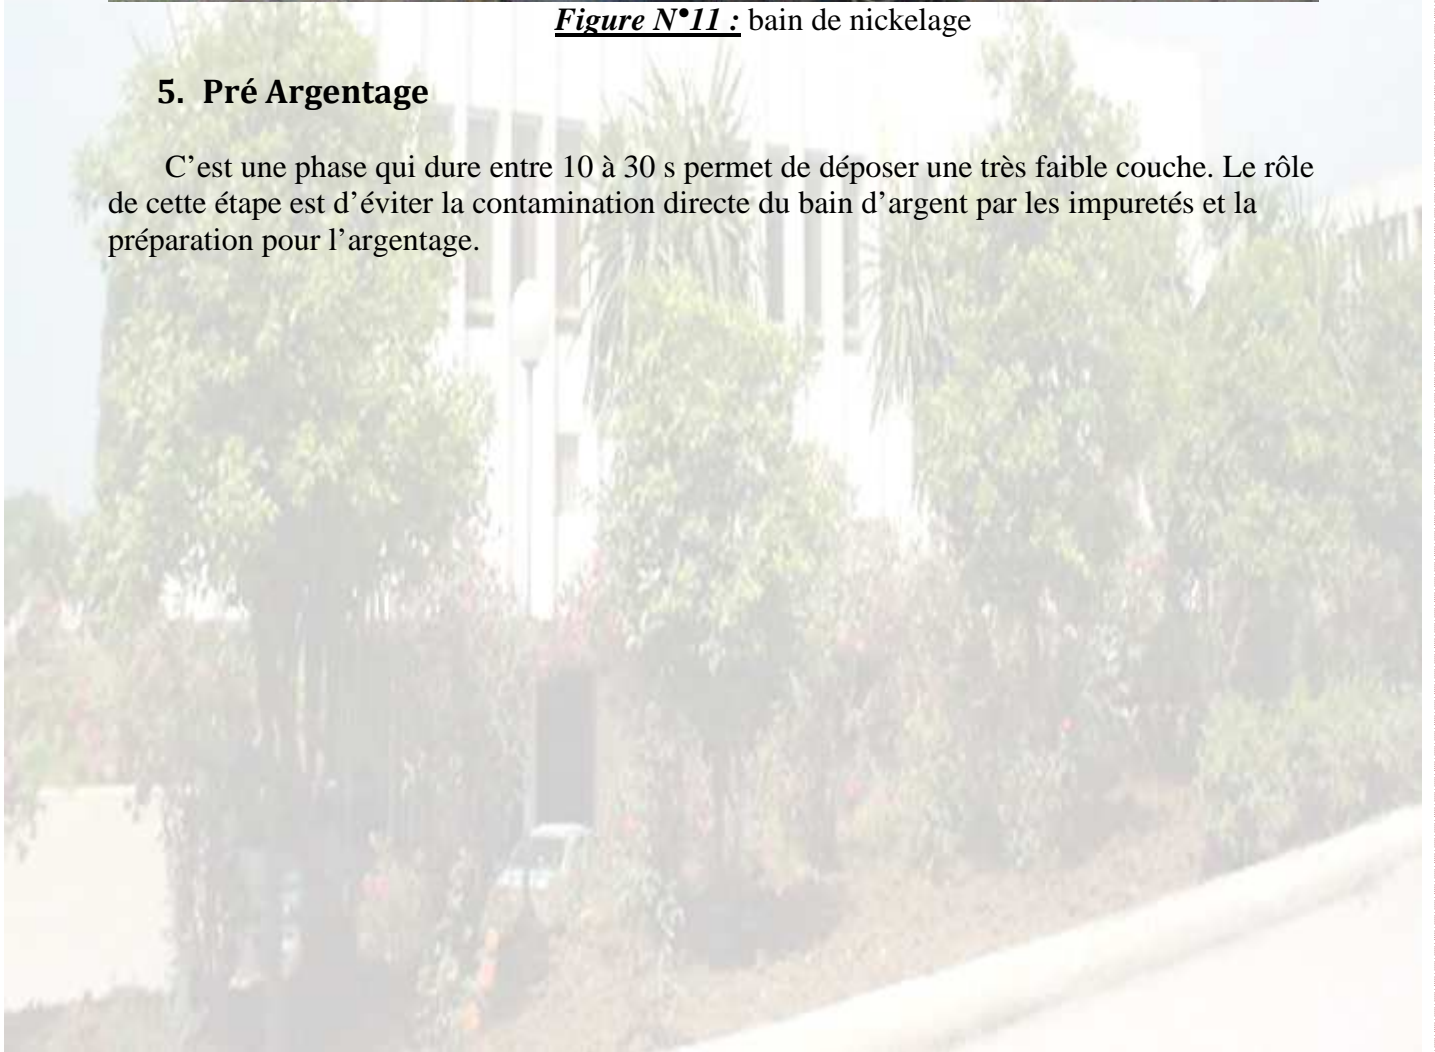 Figure N°11 : bain de nickelage
5. Pré Argentage
C’est une phase qui dure entre 10 à 30 s permet de déposer une très faible couche. Le rôle
de cette étape est d’éviter la contamination directe du bain d’argent par les impuretés et la
préparation pour l’argentage.